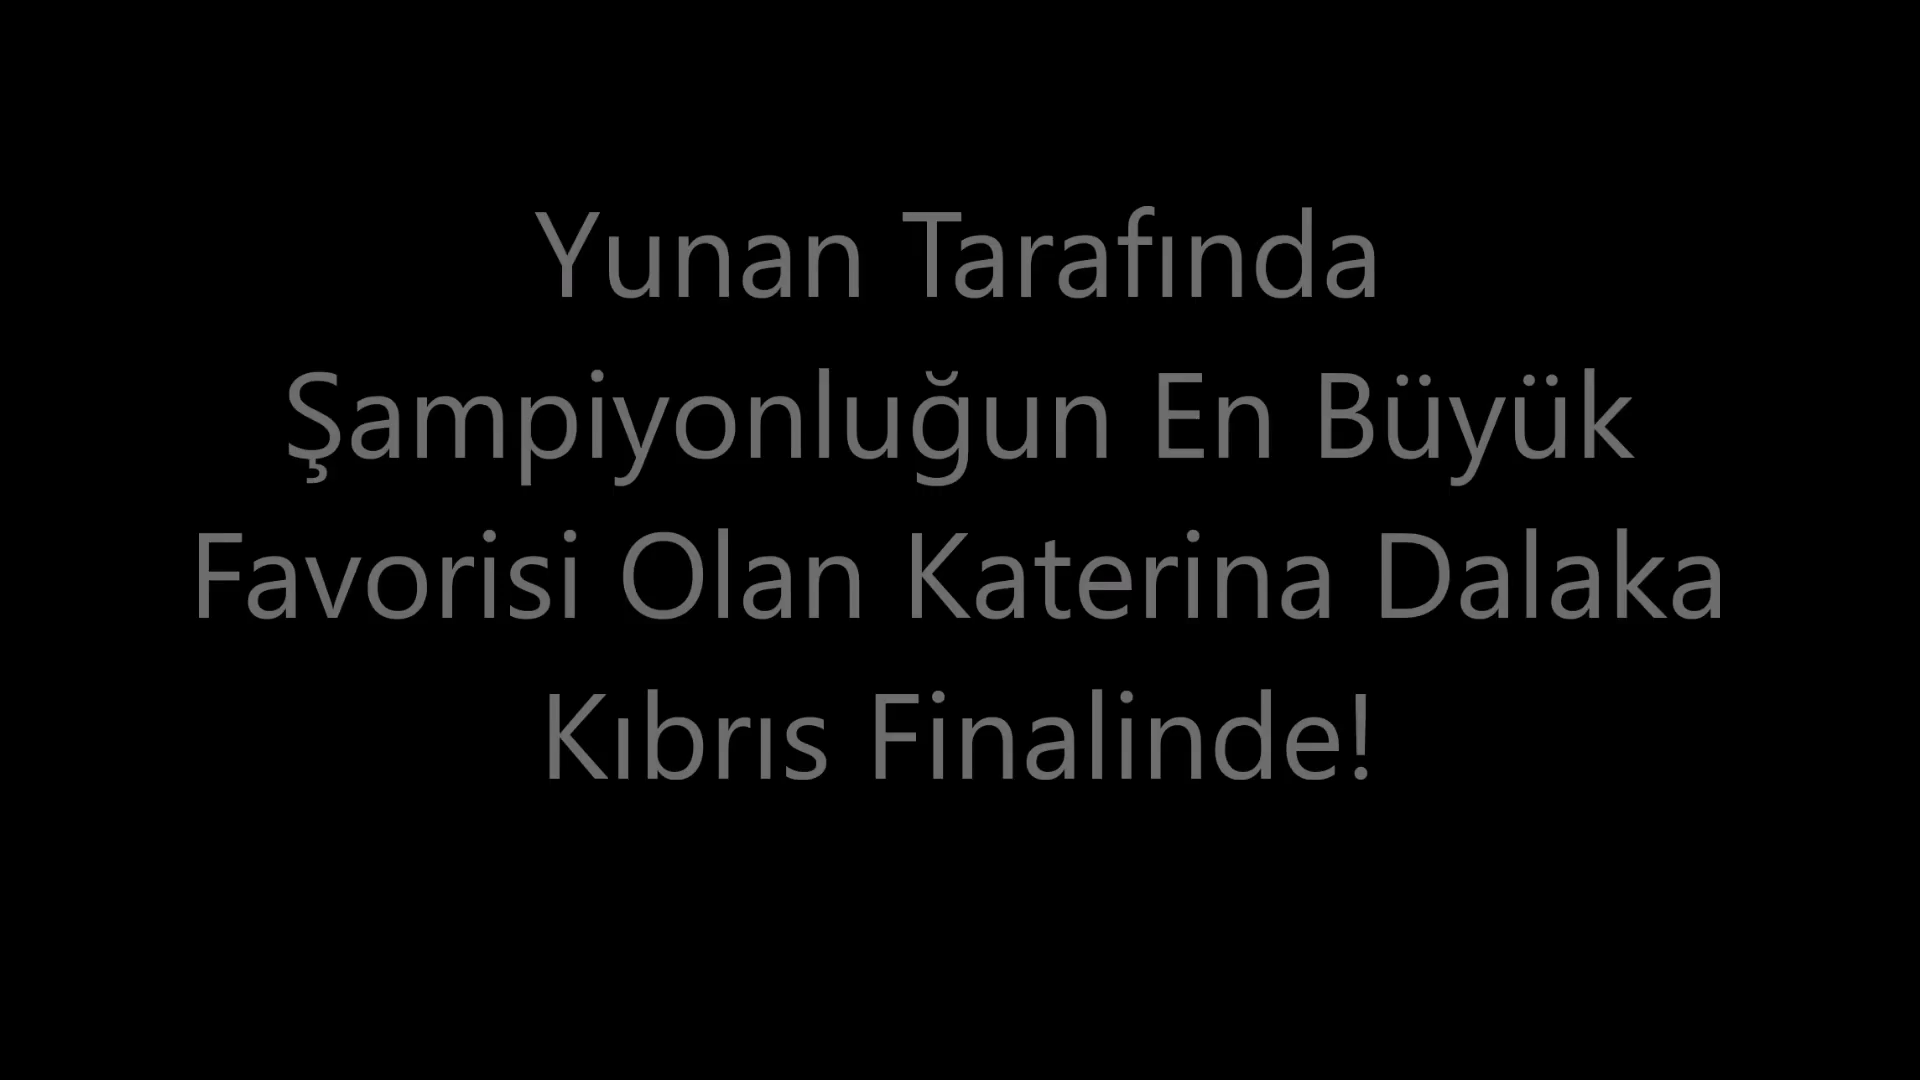 Yunan Tarafında
Şampiyonluğun En Büyük
Favorisi Olan Katerina Dalaka
Kıbrıs Finalinde!